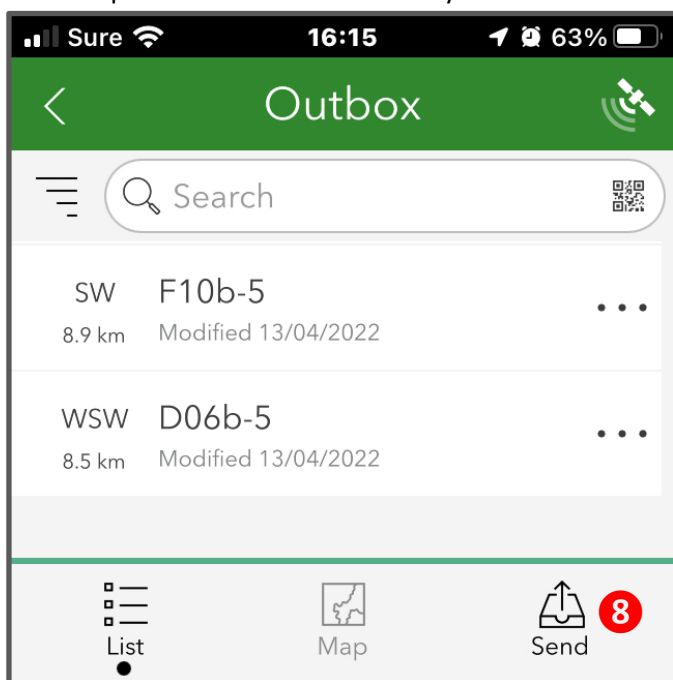 Sure 16:15 63%
Outbox
Search
SW F10b-5
8.9 km Modified 13/04/2022
WSW D06b-5
8.5 km Modified 13/04/2022
8
List Map Send